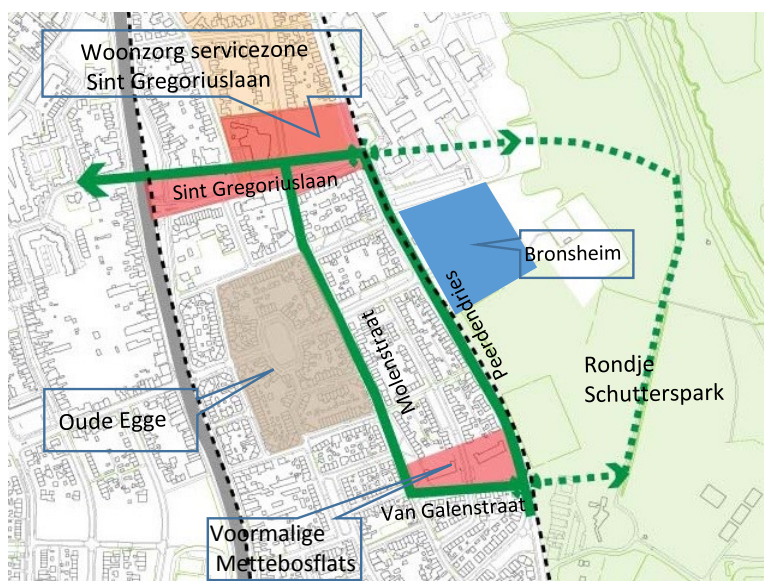 Woonzorg servicezone
Sint Gregoriuslaan
Sint Gregoriuslaan
Bronsheim
Peerdendries
Molenstraat
Rondje
Schutterspark
Oude Egge
Van Galenstraat
Voormalige
Mettebosflats